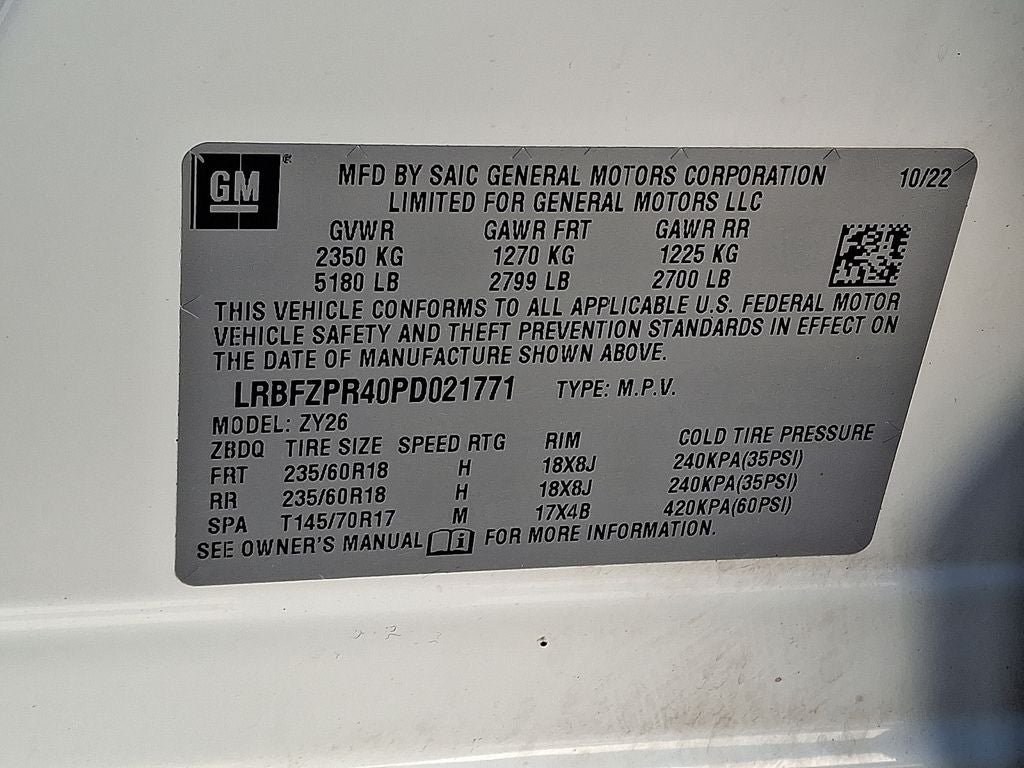 GM ®
MFD BY SAIC GENERAL MOTORS CORPORATION 10/22
LIMITED FOR GENERAL MOTORS LLC
GVWR GAWR FRT GAWR RR
2350 KG 1270 KG 1225 KG
5180 LB 2799 LB 2700 LB
THIS VEHICLE CONFORMS TO ALL APPLICABLE U.S. FEDERAL MOTOR
VEHICLE SAFETY AND THEFT PREVENTION STANDARDS IN EFFECT ON
THE DATE OF MANUFACTURE SHOWN ABOVE.
LRBFZPR40PD021771 TYPE: M.P.V.
MODEL: ZY26
ZBDQ TIRE SIZE SPEED RTG RIM COLD TIRE PRESSURE
FRT 235/60R18 H 18X8J 240KPA(35PSI)
RR 235/60R18 H 18X8J 240KPA(35PSI)
SPA T145/70R17 M 17X4B 420KPA(60PSI)
SEE OWNER'S MANUAL i FOR MORE INFORMATION.